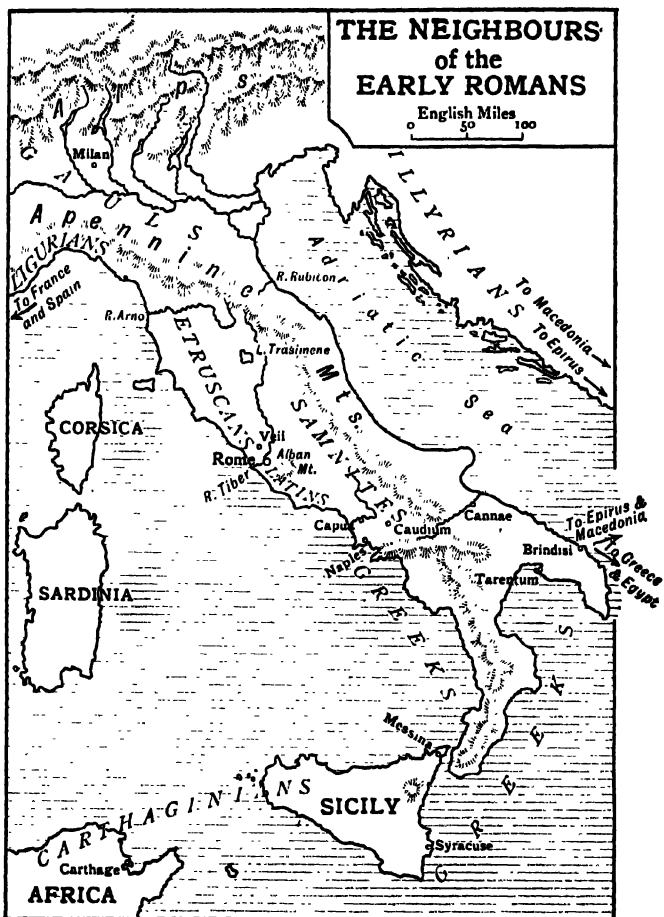 THE NEIGHBOURS
of the
EARLY ROMANS
English Miles
0 50 100
Alps
Milan
GAULS
Apennine Mts.
LIGURIANS
To France
and Spain
ILLYRIANS
Adriatic Sea
To Macedonia
To Epirus
R. Rubicon
R. Arno
ETRUSCANS
L. Trasimene
CORSICA
Veii
Rome
Alban
Mt.
R. Tiber
LATINS
SAMNITES
Capua
Caudium
Cannae
Naples
To Epirus &
Macedonia
To Greece
& Egypt
Brindisi
Tarentum
SARDINIA
GREEKS
GREEKS
Messina
CARTHAGINIANS
SICILY
Syracuse
Carthage
AFRICA